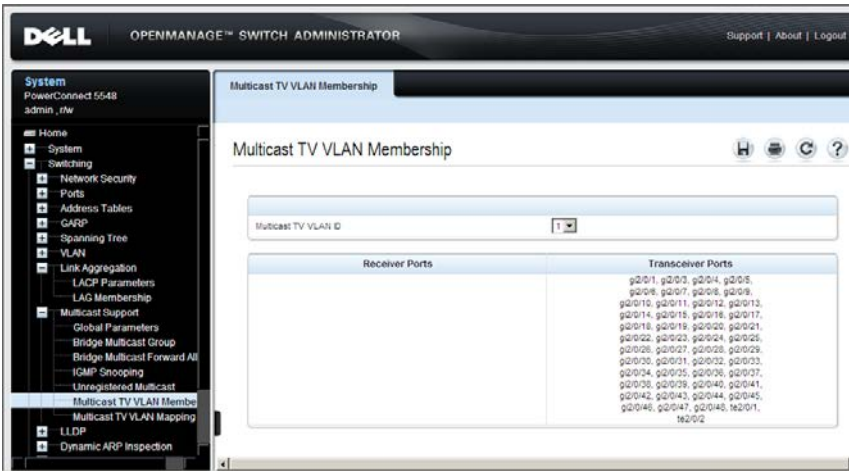 DELL
OPENMANAGE™ SWITCH ADMINISTRATOR
Support | About | Logout
System
PowerConnect 5548
admin , r/w
Home
System
Switching
Network Security
Ports
Address Tables
GARP
Spanning Tree
VLAN
Link Aggregation
LACP Parameters
LAG Membership
Multicast Support
Global Parameters
Bridge Multicast Group
Bridge Multicast Forward All
IGMP Snooping
Unregistered Multicast
Multicast TV VLAN Membe
Multicast TV VLAN Mapping
LLDP
Dynamic ARP Inspection
Multicast TV VLAN Membership
Multicast TV VLAN Membership
Multicast TV VLAN ID
1
Receiver Ports
Transceiver Ports
gi2/0/1, gi2/0/3, gi2/0/4, gi2/0/5,
gi2/0/6, gi2/0/7, gi2/0/8, gi2/0/9,
gi2/0/10, gi2/0/11, gi2/0/12, gi2/0/13,
gi2/0/14, gi2/0/15, gi2/0/16, gi2/0/17,
gi2/0/18, gi2/0/19, gi2/0/20, gi2/0/21,
gi2/0/22, gi2/0/23, gi2/0/24, gi2/0/25,
gi2/0/26, gi2/0/27, gi2/0/28, gi2/0/29,
gi2/0/30, gi2/0/31, gi2/0/32, gi2/0/33,
gi2/0/34, gi2/0/35, gi2/0/36, gi2/0/37,
gi2/0/38, gi2/0/39, gi2/0/40, gi2/0/41,
gi2/0/42, gi2/0/43, gi2/0/44, gi2/0/45,
gi2/0/46, gi2/0/47, gi2/0/48, te2/0/1,
te2/0/2